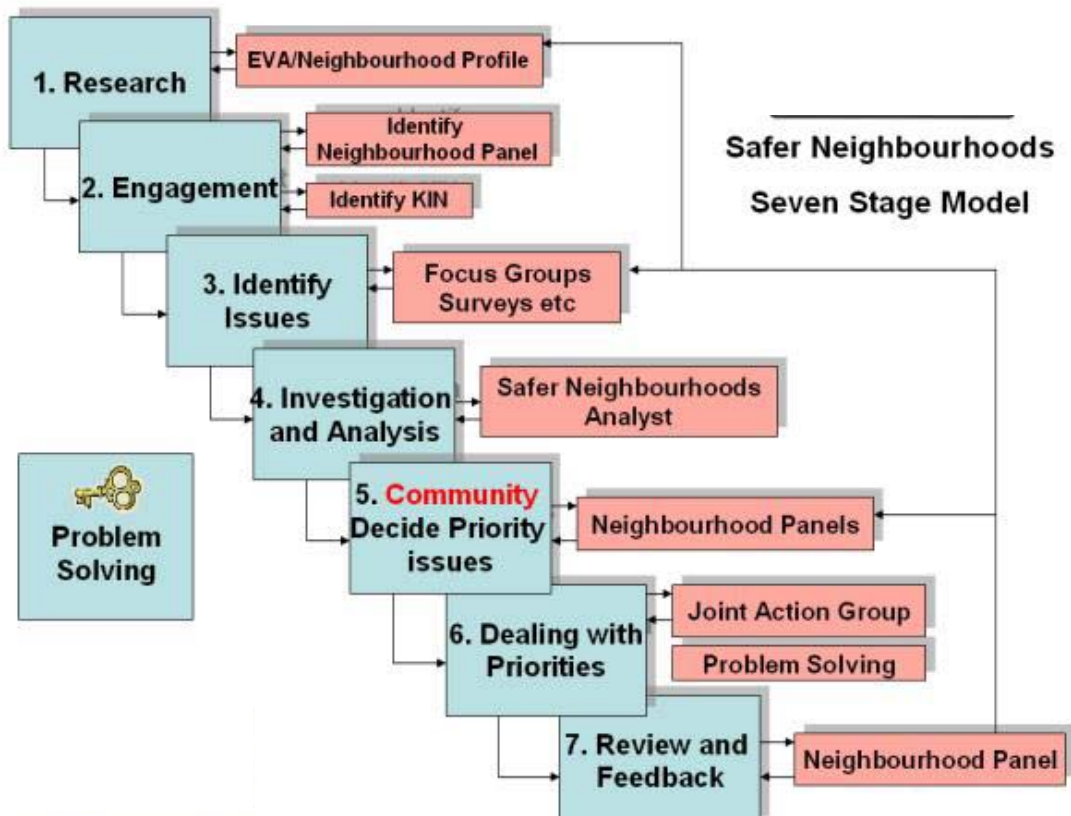 1. Research
EVA/Neighbourhood Profile
Safer Neighbourhoods
Seven Stage Model
2. Engagement
Identify
Neighbourhood Panel
Identify KIN
3. Identify
Issues
Focus Groups
Surveys etc
4. Investigation
and Analysis
Safer Neighbourhoods
Analyst
Problem
Solving
5. Community
Decide Priority
issues
Neighbourhood Panels
6. Dealing with
Priorities
Joint Action Group
Problem Solving
7. Review and
Feedback
Neighbourhood Panel